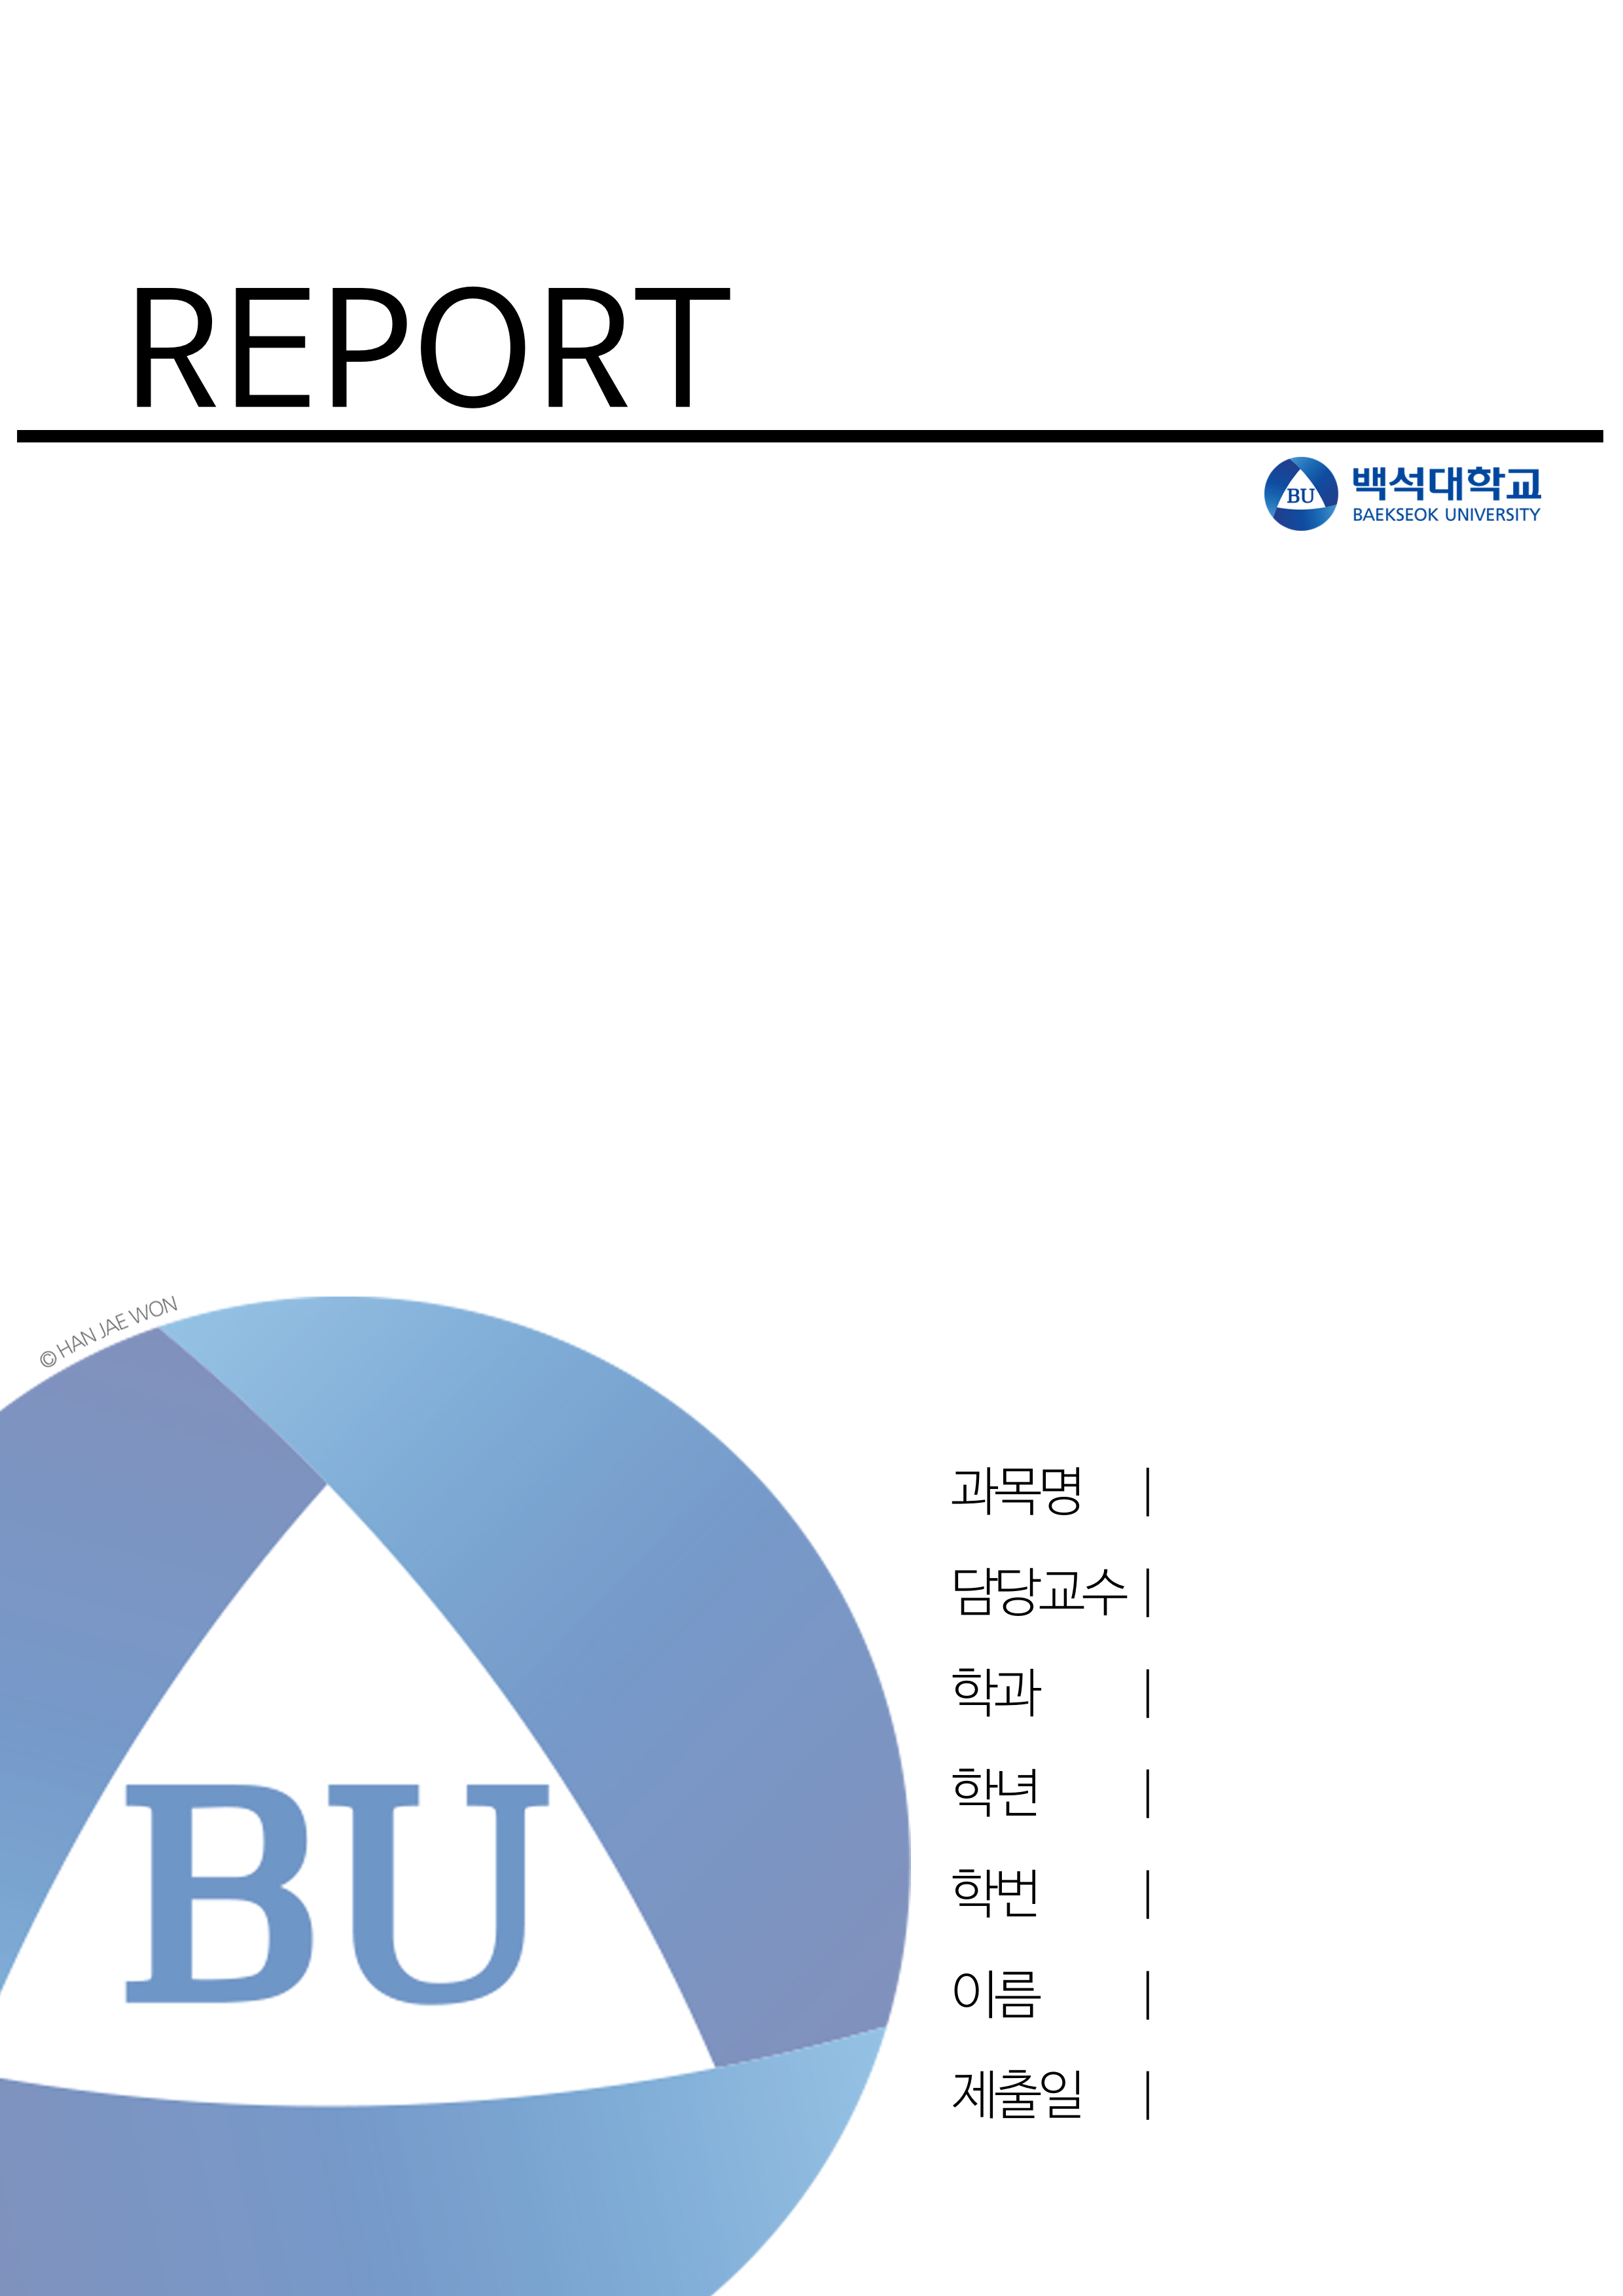 REPORT
BU
백석대학교
BAEKSEOK UNIVERSITY
© HAN JAE WON
BU
과목명 |
담당교수 |
학과 |
학년 |
학번 |
이름 |
제출일 |